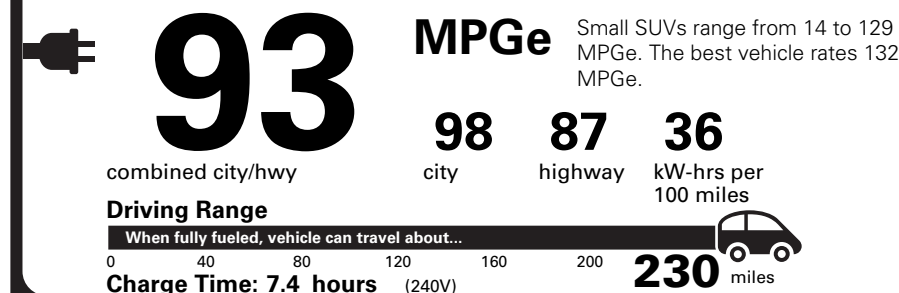 93
MPGe
Small SUVs range from 14 to 129
MPGe. The best vehicle rates 132
MPGe.
98
87
36
combined city/hwy
city
highway
kW-hrs per
100 miles
Driving Range
When fully fueled, vehicle can travel about...
0 40 80 120 160 200 230 miles
Charge Time: 7.4 hours (240V)